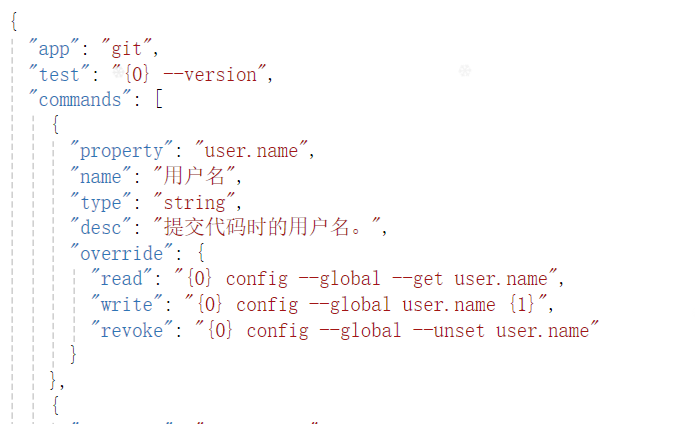 {
"app": "git",
"test": "{0} --version",
"commands": [
{
"property": "user.name",
"name": "用户名",
"type": "string",
"desc": "提交代码时的用户名。",
"override": {
"read": "{0} config --global --get user.name",
"write": "{0} config --global user.name {1}",
"revoke": "{0} config --global --unset user.name"
}
},
{